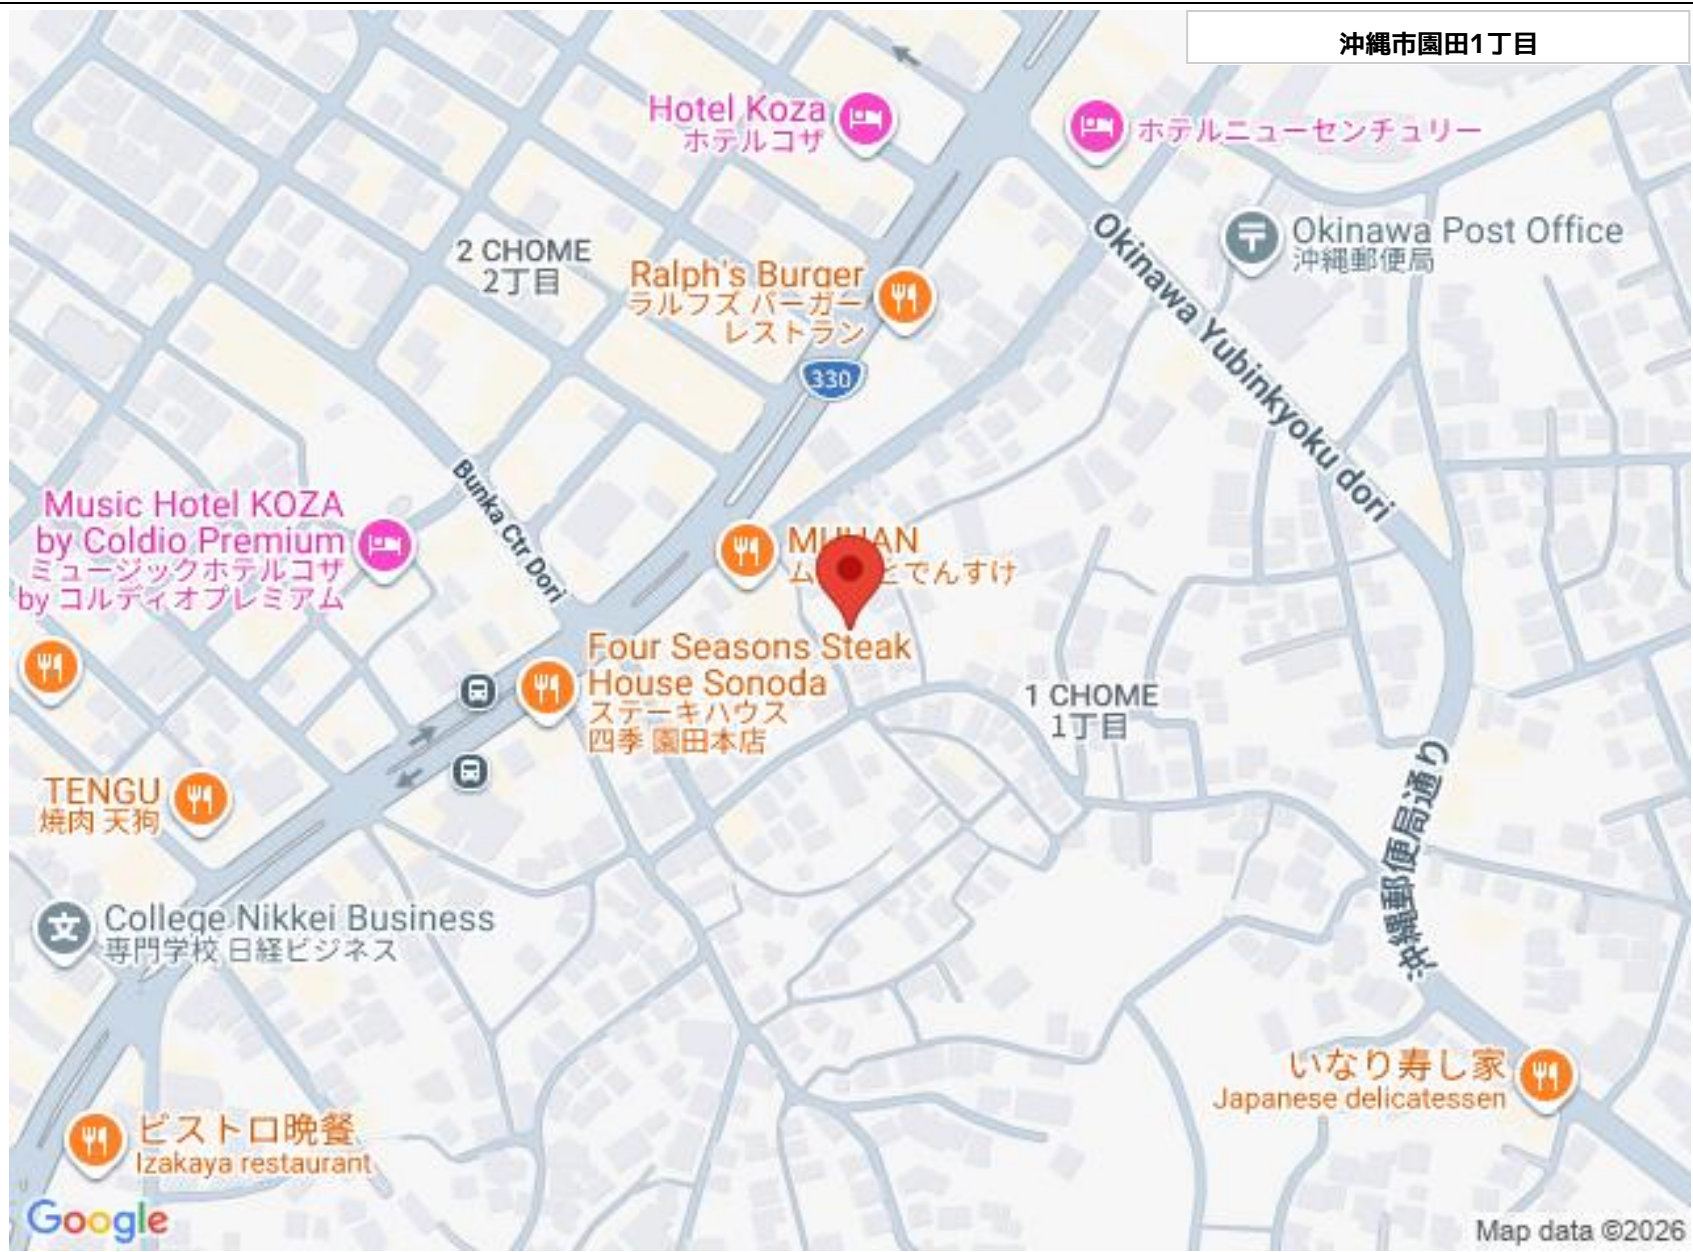 沖縄市園田1丁目
Hotel Koza
ホテルコザ
ホテルニューセンチュリー
Okinawa Post Office
沖縄郵便局
2 CHOME
2丁目
Ralph's Burger
ラルフズ バーガー
レストラン
330
Okinawa Yubinkyoku dori
Bunka Ctr Dori
Music Hotel KOZA
by Coldio Premium
ミュージックホテルコザ
by コルディオプレミアム
でんすけ
Four Seasons Steak
House Sonoda
ステーキハウス
四季 園田本店
1 CHOME
1丁目
TENGU
焼肉 天狗
沖縄郵便局通り
College Nikkei Business
専門学校 日経ビジネス
文
いなり寿し家
Japanese delicatessen
ビストロ晩餐
Izakaya restaurant
Google
Map data ©2026